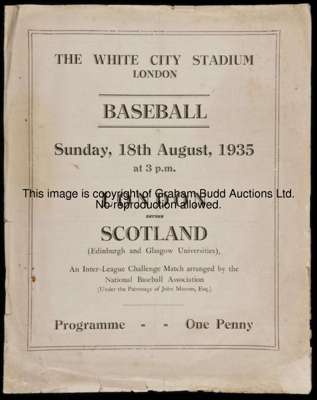 THE WHITE CITY STADIUM
LONDON
BASEBALL
Sunday, 18th August, 1935
at 3 p.m.
This image is copyright of Graham Budd Auctions Ltd.
No reproduction allowed.
LONDON
versus
SCOTLAND
(Edinburgh and Glasgow Universities),
An Inter-League Challenge Match arranged by the
National Baseball Association
(Under the Patronage of John Moores, Esq.).
Programme - - One Penny